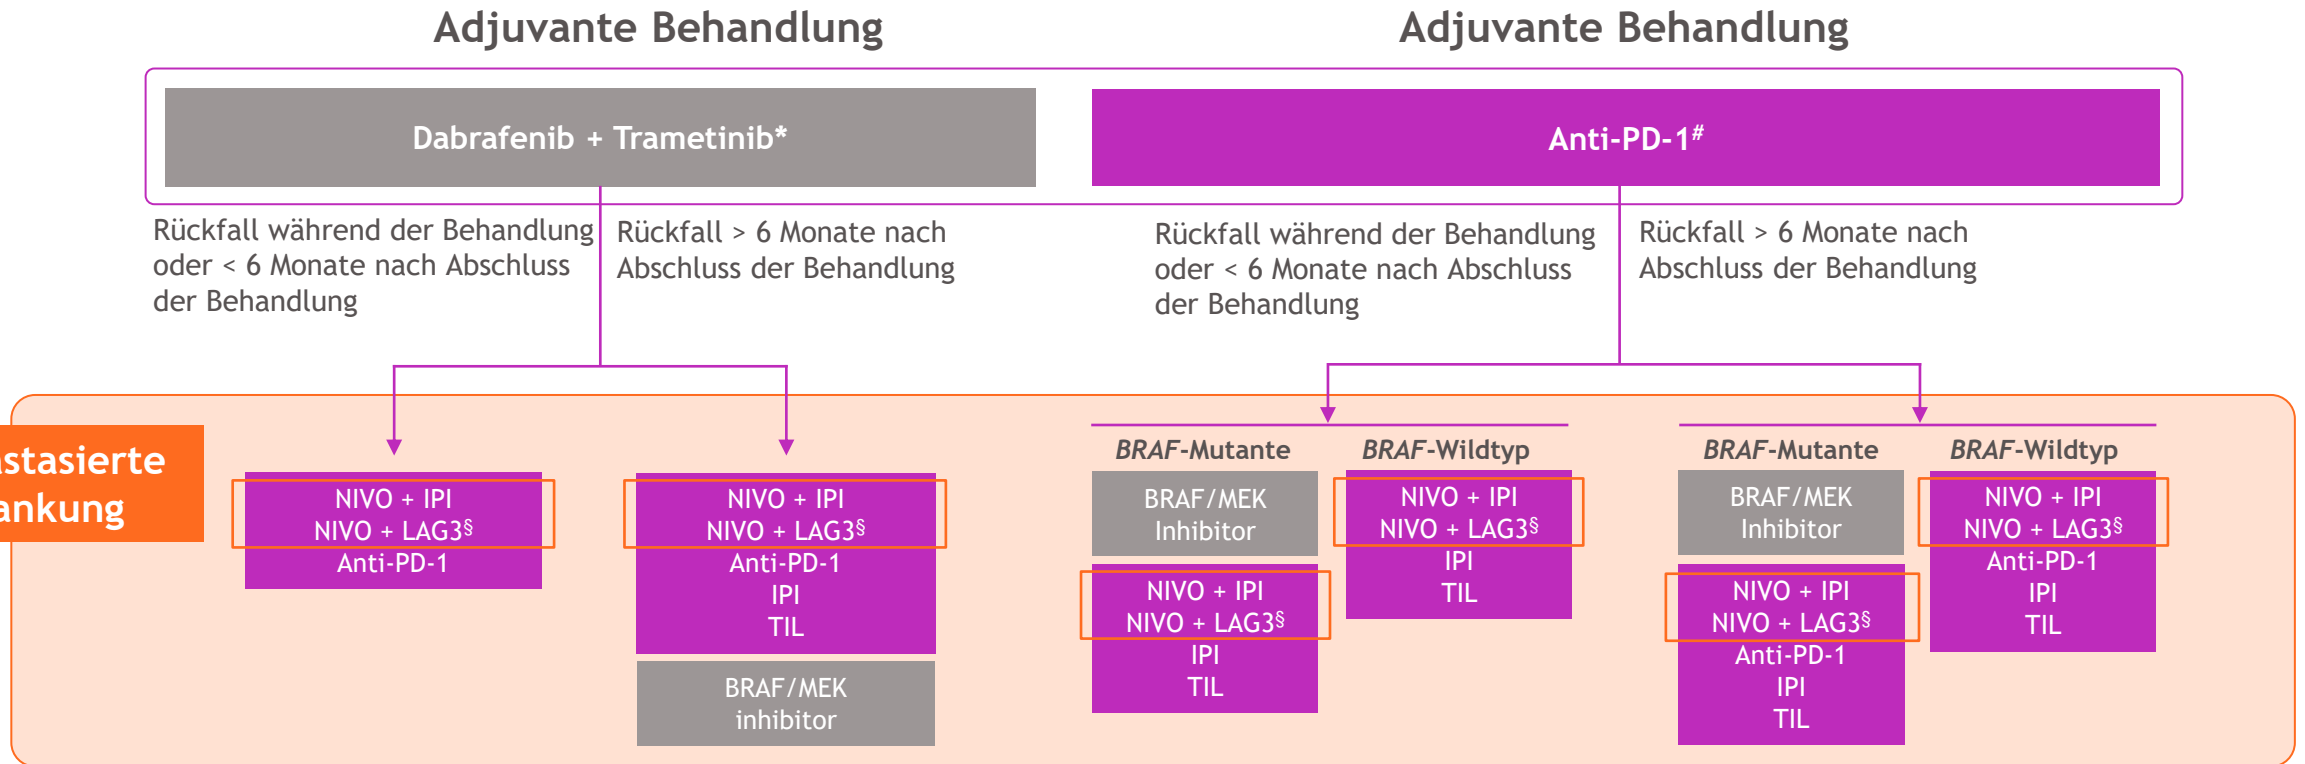 Adjuvante Behandlung
Adjuvante Behandlung
Dabrafenib + Trametinib*
Anti-PD-1#
Rückfall während der Behandlung
oder < 6 Monate nach Abschluss
der Behandlung
Rückfall > 6 Monate nach
Abschluss der Behandlung
Rückfall während der Behandlung
oder < 6 Monate nach Abschluss
der Behandlung
Rückfall > 6 Monate nach
Abschluss der Behandlung
astasierte
ankung
NIVO + IPI
NIVO + LAG3§
Anti-PD-1
NIVO + IPI
NIVO + LAG3§
Anti-PD-1
IPI
TIL
BRAF/MEK
inhibitor
BRAF-Mutante
BRAF/MEK
Inhibitor
NIVO + IPI
NIVO + LAG3§
IPI
TIL
BRAF-Wildtyp
NIVO + IPI
NIVO + LAG3§
IPI
TIL
BRAF-Mutante
BRAF/MEK
Inhibitor
NIVO + IPI
NIVO + LAG3§
Anti-PD-1
IPI
TIL
BRAF-Wildtyp
NIVO + IPI
NIVO + LAG3§
Anti-PD-1
IPI
TIL